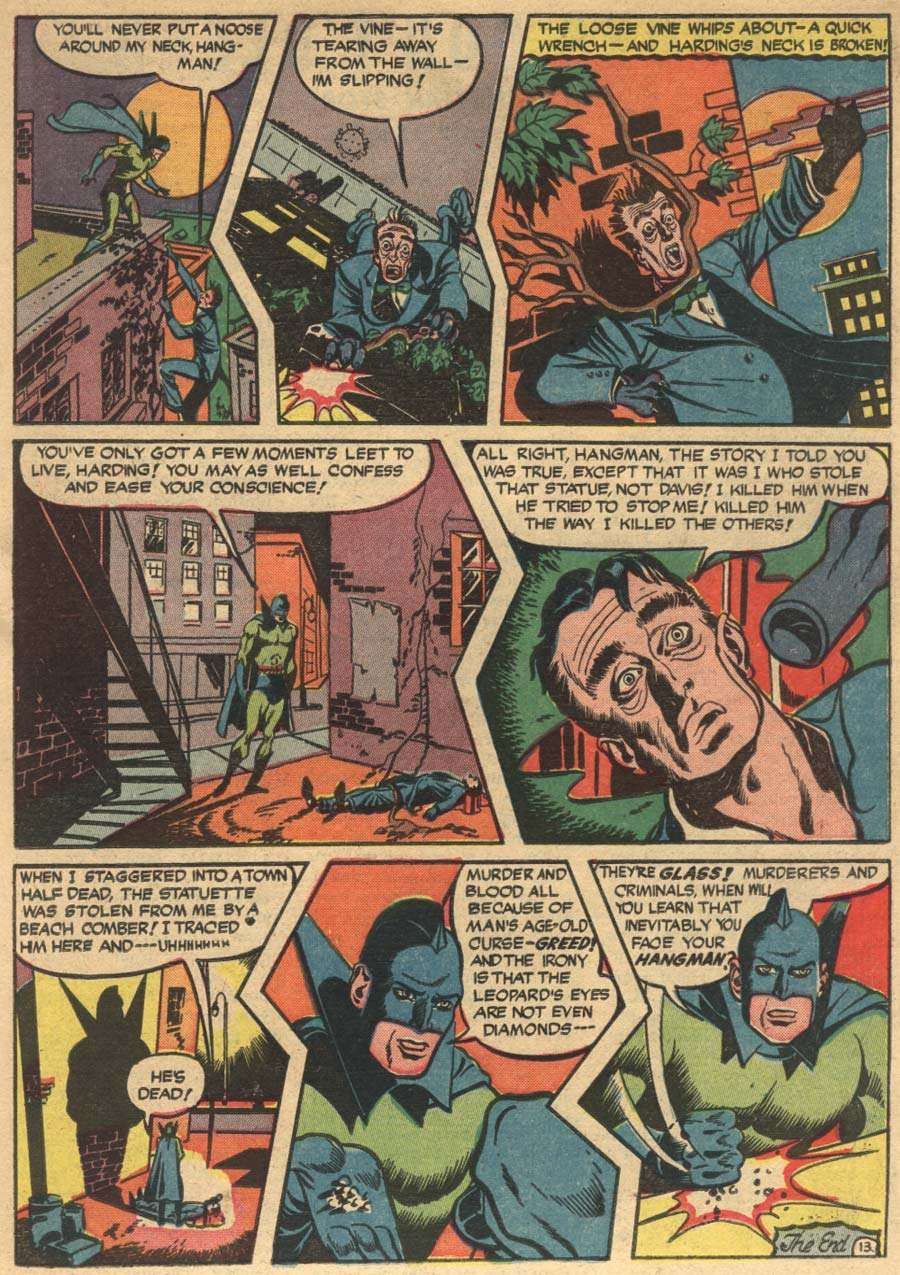 YOU'LL NEVER PUT A NOOSE
AROUND MY NECK, HANG-
MAN!
THE VINE—IT'S
TEARING AWAY
FROM THE WALL—
I'M SLIPPING!
THE LOOSE VINE WHIPS ABOUT—A QUICK
WRENCH—AND HARDING'S NECK IS BROKEN!
YOU'VE ONLY GOT A FEW MOMENTS LEET TO
LIVE, HARDING! YOU MAY AS WELL CONFESS
AND EASE YOUR CONSCIENCE!
ALL RIGHT, HANGMAN, THE STORY I TOLD YOU
WAS TRUE, EXCEPT THAT IT WAS I WHO STOLE
THAT STATUE, NOT DAVIS! I KILLED HIM WHEN
HE TRIED TO STOP ME! KILLED HIM
THE WAY I KILLED THE OTHERS!
WHEN I STAGGERED INTO A TOWN
HALF DEAD, THE STATUETTE
WAS STOLEN FROM ME BY A
BEACH COMBER! I TRACED
HIM HERE AND---UHHHHHHH
HE'S
DEAD!
MURDER AND
BLOOD ALL
BECAUSE OF
MAN'S AGE-OLD
CURSE-GREED!
AND THE IRONY
IS THAT THE
LEOPARD'S EYES
ARE NOT EVEN
DIAMONDS---
THEY'RE GLASS! MURDERERS AND
CRIMINALS, WHEN WILL
YOU LEARN THAT
INEVITABLY YOU
FACE YOUR
HANGMAN?
The End 13